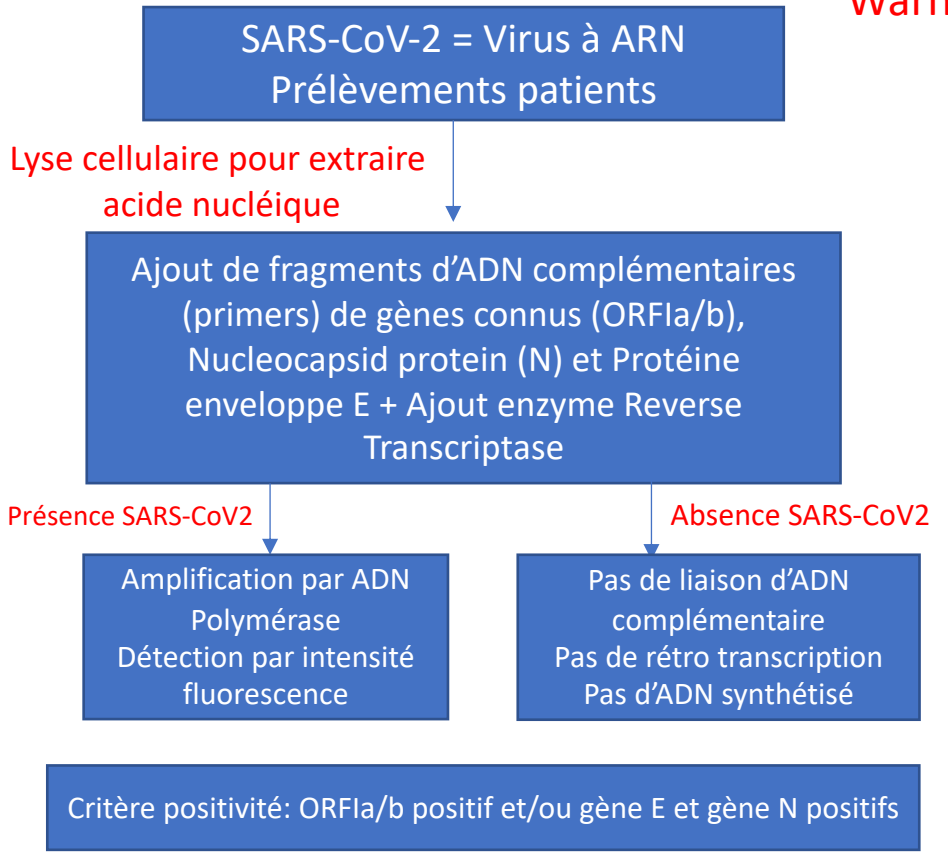 Warn
SARS-CoV-2 = Virus à ARN
Prélèvements patients
Lyse cellulaire pour extraire
acide nucléique
Ajout de fragments d’ADN complémentaires
(primers) de gènes connus (ORFIa/b),
Nucleocapsid protein (N) et Protéine
enveloppe E + Ajout enzyme Reverse
Transcriptase
Présence SARS-CoV2
Absence SARS-CoV2
Amplification par ADN
Polymérase
Détection par intensité
fluorescence
Pas de liaison d’ADN
complémentaire
Pas de rétro transcription
Pas d’ADN synthétisé
Critère positivité: ORFIa/b positif et/ou gène E et gène N positifs